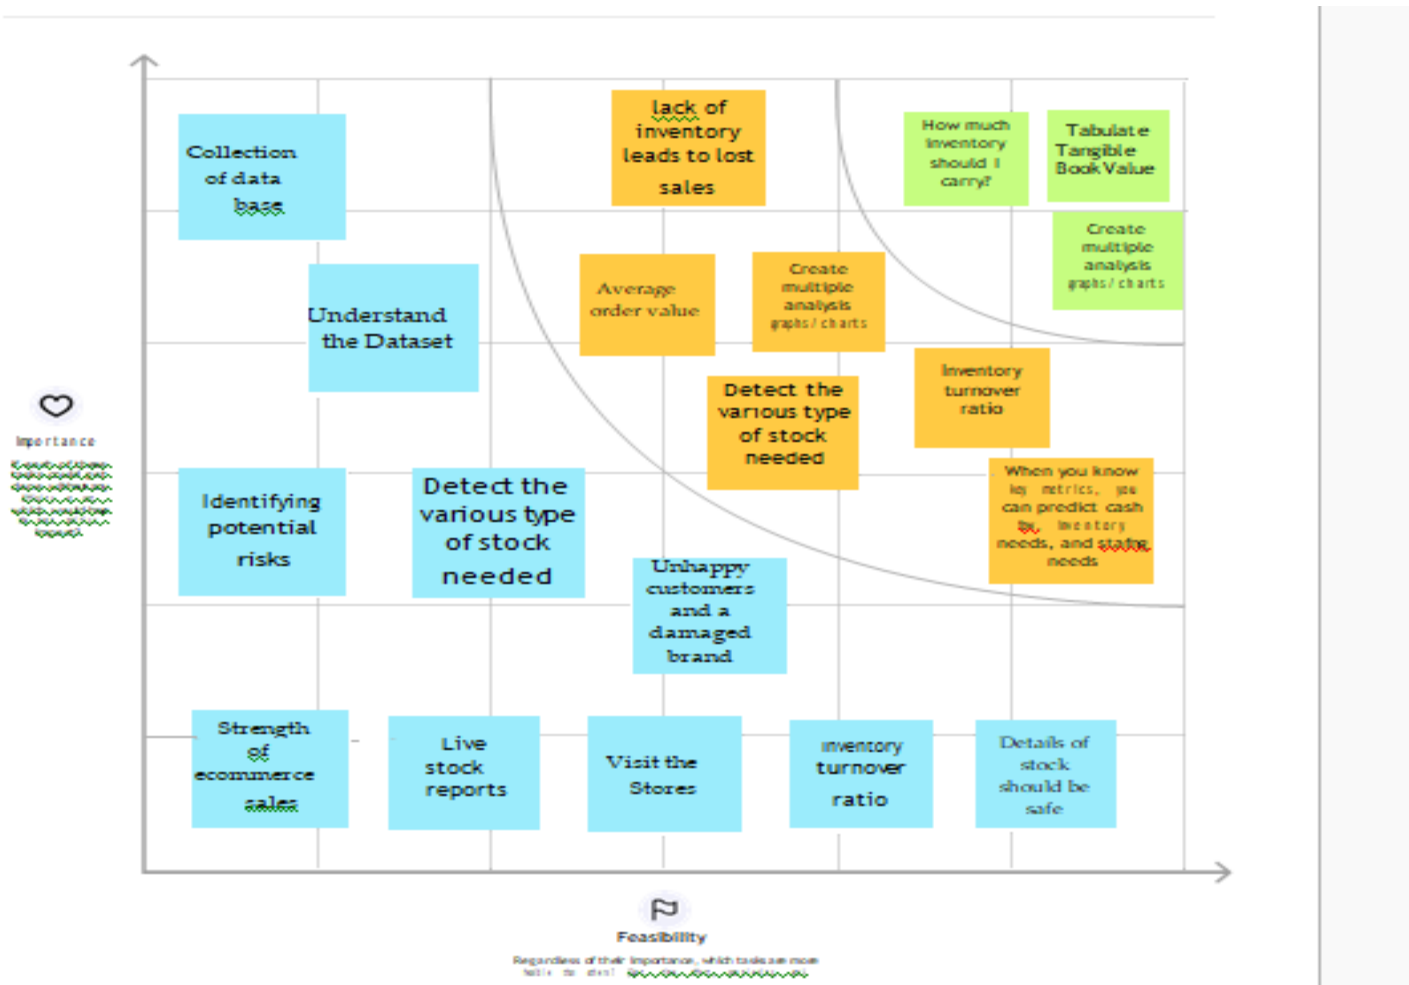 Collection
of data
base
Understand
the Dataset
lack of
inventory
leads to lost
sales
How much
inventory
should I
carry?
Tabulate
Tangible
Book Value
Create
multiple
analysis
graphs / charts
Average
order value
Create
multiple
analysis
graphs / charts
Detect the
various type
of stock
needed
Inventory
turnover
ratio
When you know
key metrics, you
can predict cash
inventory
needs, and
needs
Importance
Identifying
potential
risks
Detect the
various type
of stock
needed
Unhappy
customers
and a
damaged
brand
Strength
of
ecommerce
sales
Live
stock
reports
Visit the
Stores
Inventory
turnover
ratio
Details of
stock
should be
safe
Feasibility
Regardless of their importance, which tasks are more